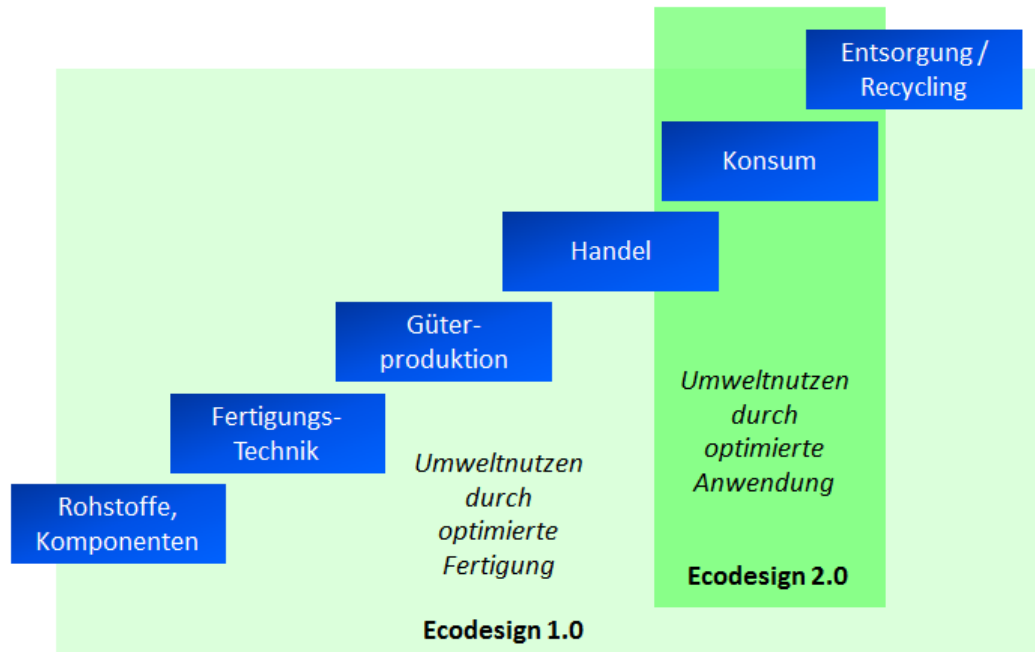 Entsorgung /
Recycling
Konsum
Handel
Güter-
produktion
Fertigungs-
Technik
Rohstoffe,
Komponenten
Umweltnutzen
durch
optimierte
Fertigung
Umweltnutzen
durch
optimierte
Anwendung
Ecodesign 2.0
Ecodesign 1.0